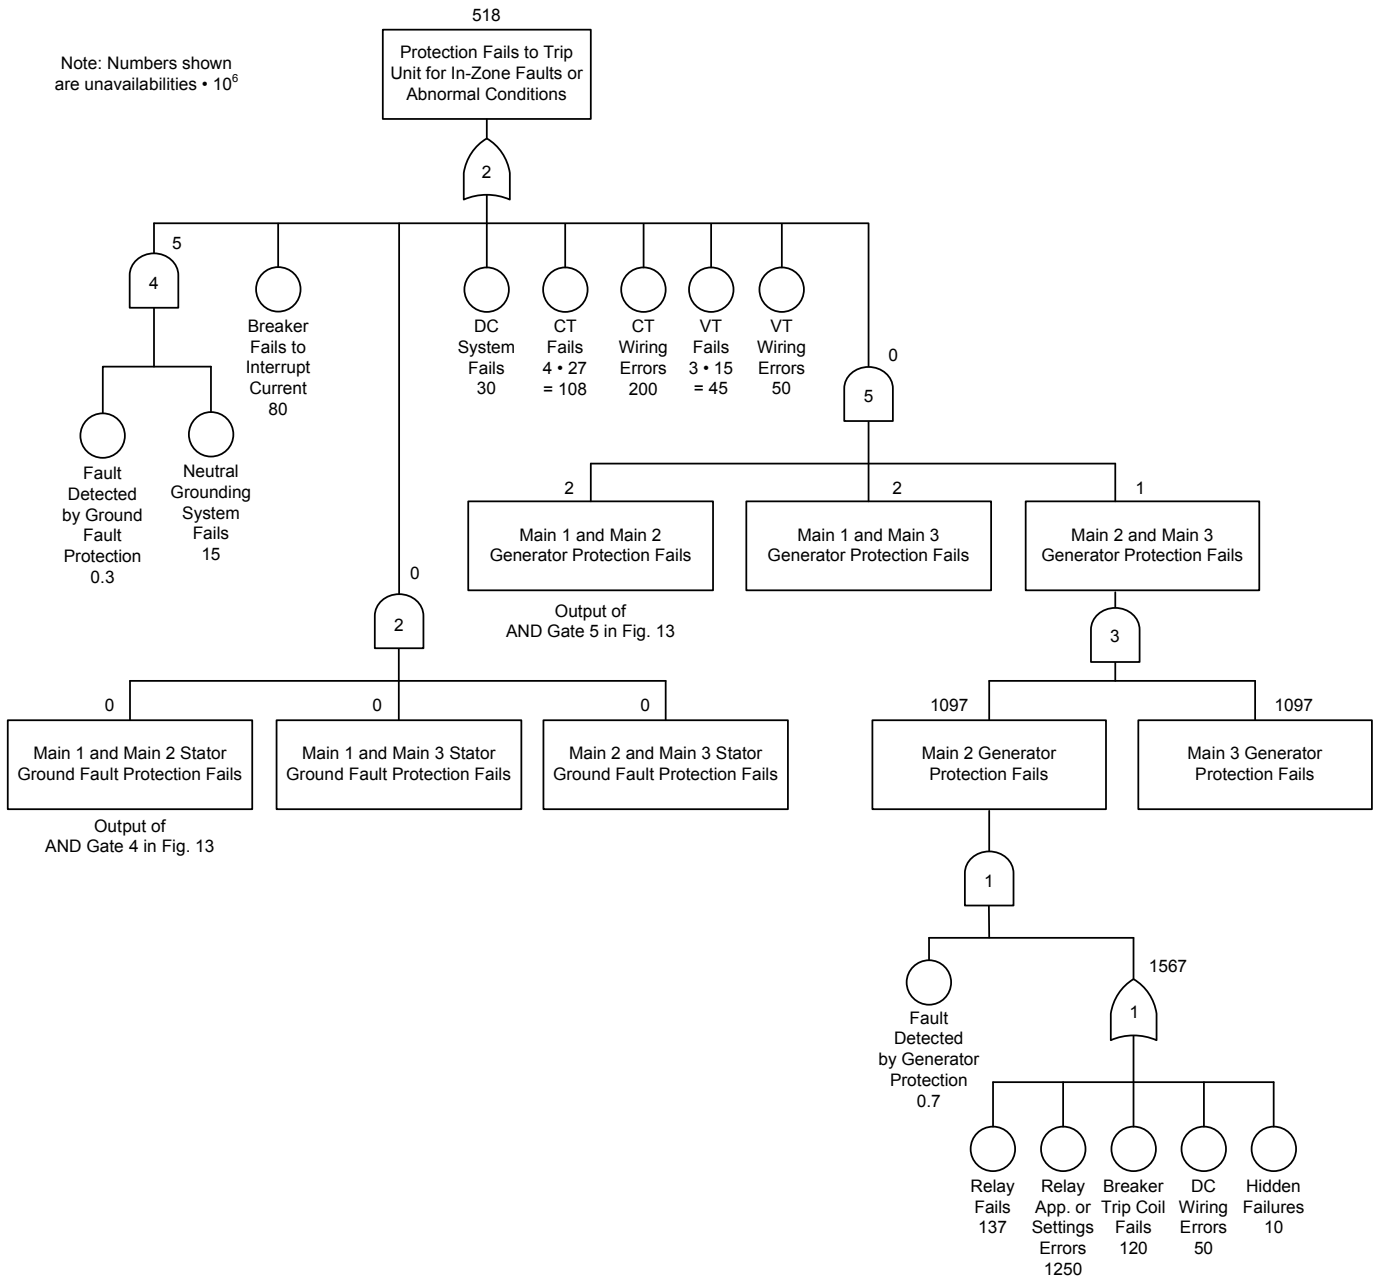 518
Protection Fails to Trip
Unit for In-Zone Faults or
Abnormal Conditions
Note: Numbers shown
are unavailabilities • 10⁶
2
5
4
Breaker
Fails to
Interrupt
Current
80
DC
System
Fails
30
CT
Fails
4 • 27
= 108
CT
Wiring
Errors
200
VT
Fails
3 • 15
= 45
VT
Wiring
Errors
50
0
5
Fault
Detected
by Ground
Fault
Protection
0.3
Neutral
Grounding
System
Fails
15
2
Main 1 and Main 2
Generator Protection Fails
Output of
AND Gate 5 in Fig. 13
2
Main 1 and Main 3
Generator Protection Fails
1
Main 2 and Main 3
Generator Protection Fails
0
2
3
0
Main 1 and Main 2 Stator
Ground Fault Protection Fails
Output of
AND Gate 4 in Fig. 13
0
Main 1 and Main 3 Stator
Ground Fault Protection Fails
0
Main 2 and Main 3 Stator
Ground Fault Protection Fails
1097
Main 2 Generator
Protection Fails
1097
Main 3 Generator
Protection Fails
1
Fault
Detected
by Generator
Protection
0.7
1567
1
Relay
Fails
137
Relay
App. or
Settings
Errors
1250
Breaker
Trip Coil
Fails
120
DC
Wiring
Errors
50
Hidden
Failures
10